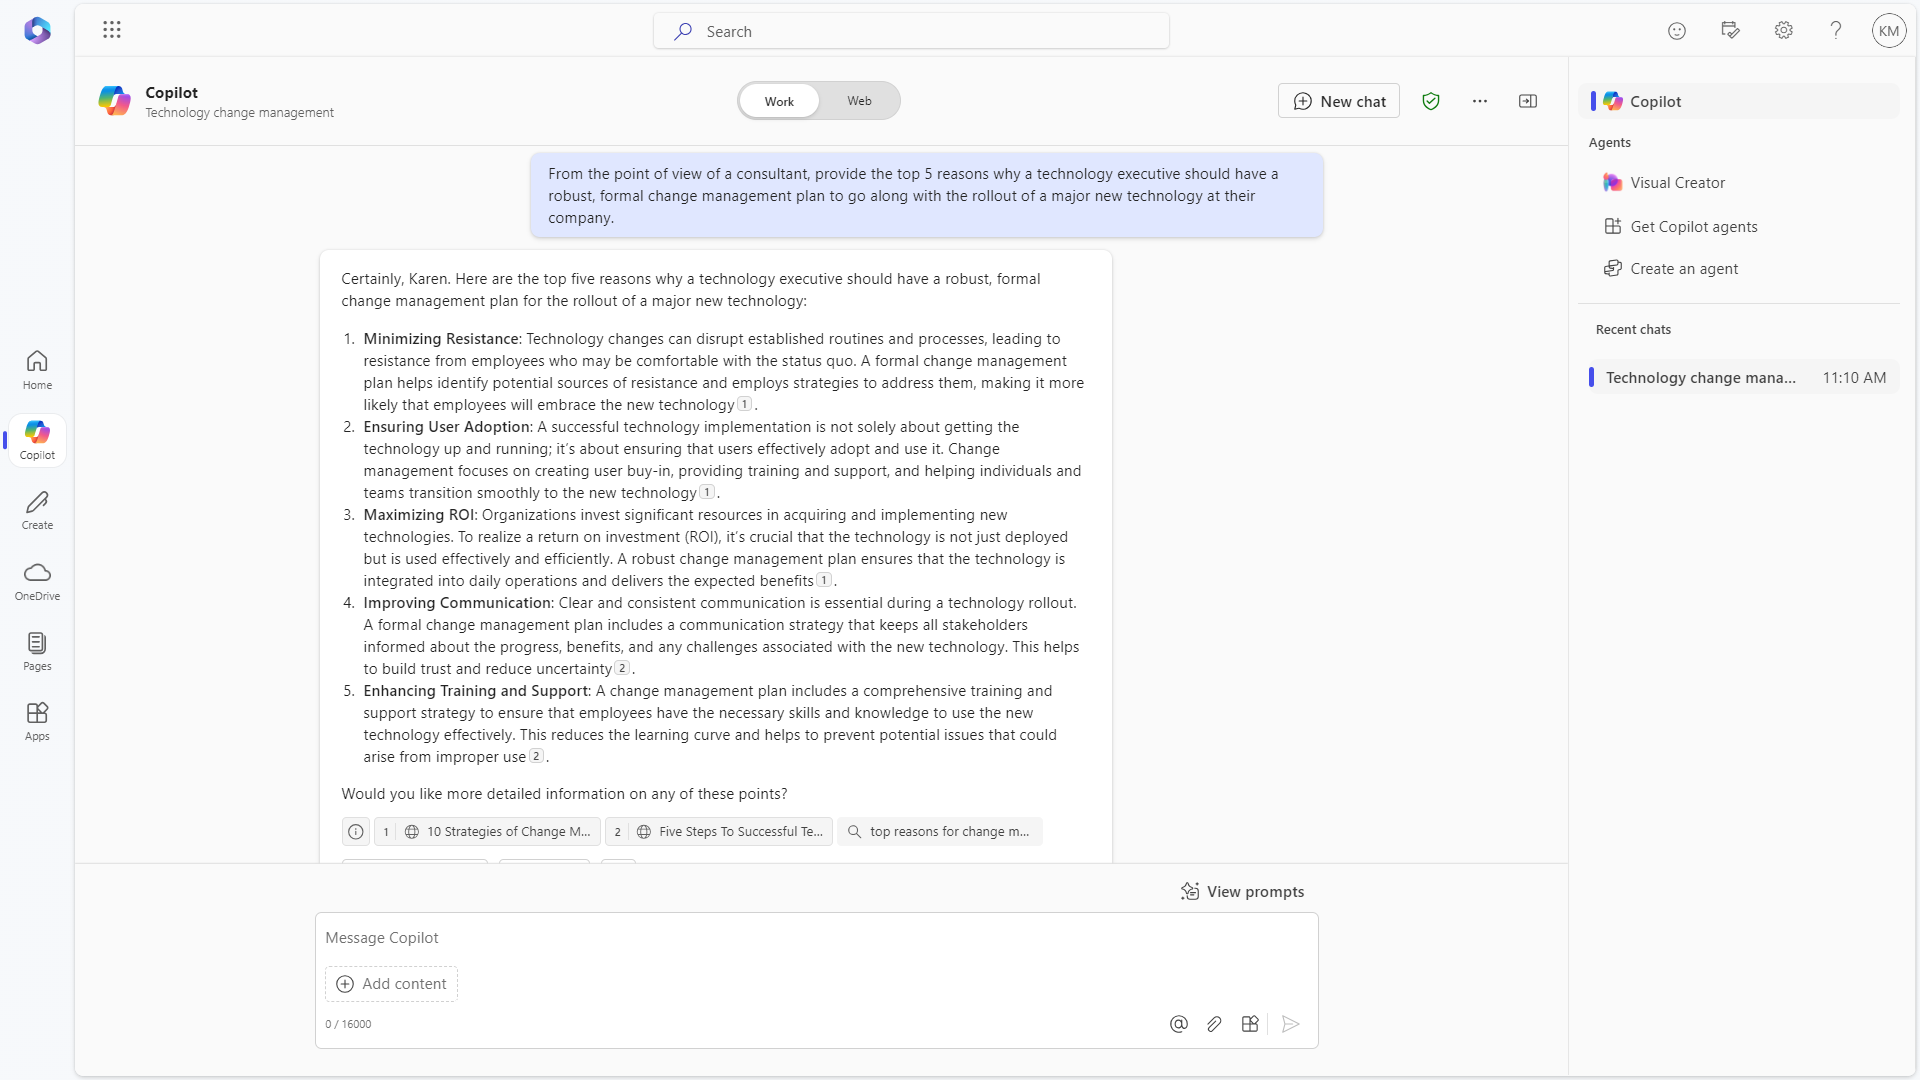 Search
KM
Copilot
Technology change management
Work
Web
New chat
Home
Copilot
Create
OneDrive
Pages
Apps
From the point of view of a consultant, provide the top 5 reasons why a technology executive should have a
robust, formal change management plan to go along with the rollout of a major new technology at their
company.
Certainly, Karen. Here are the top five reasons why a technology executive should have a robust, formal
change management plan for the rollout of a major new technology:
1. Minimizing Resistance: Technology changes can disrupt established routines and processes, leading to
resistance from employees who may be comfortable with the status quo. A formal change management
plan helps identify potential sources of resistance and employs strategies to address them, making it more
likely that employees will embrace the new technology 1 .
2. Ensuring User Adoption: A successful technology implementation is not solely about getting the
technology up and running; it’s about ensuring that users effectively adopt and use it. Change
management focuses on creating user buy-in, providing training and support, and helping individuals and
teams transition smoothly to the new technology 1 .
3. Maximizing ROI: Organizations invest significant resources in acquiring and implementing new
technologies. To realize a return on investment (ROI), it’s crucial that the technology is not just deployed
but is used effectively and efficiently. A robust change management plan ensures that the technology is
integrated into daily operations and delivers the expected benefits 1 .
4. Improving Communication: Clear and consistent communication is essential during a technology rollout.
A formal change management plan includes a communication strategy that keeps all stakeholders
informed about the progress, benefits, and any challenges associated with the new technology. This helps
to build trust and reduce uncertainty 2 .
5. Enhancing Training and Support: A change management plan includes a comprehensive training and
support strategy to ensure that employees have the necessary skills and knowledge to use the new
technology effectively. This reduces the learning curve and helps to prevent potential issues that could
arise from improper use 2 .
Would you like more detailed information on any of these points?
1 10 Strategies of Change M...
2 Five Steps To Successful Te...
top reasons for change m...
View prompts
Message Copilot
Add content
0 / 16000
Copilot
Agents
Visual Creator
Get Copilot agents
Create an agent
Recent chats
Technology change mana... 11:10 AM